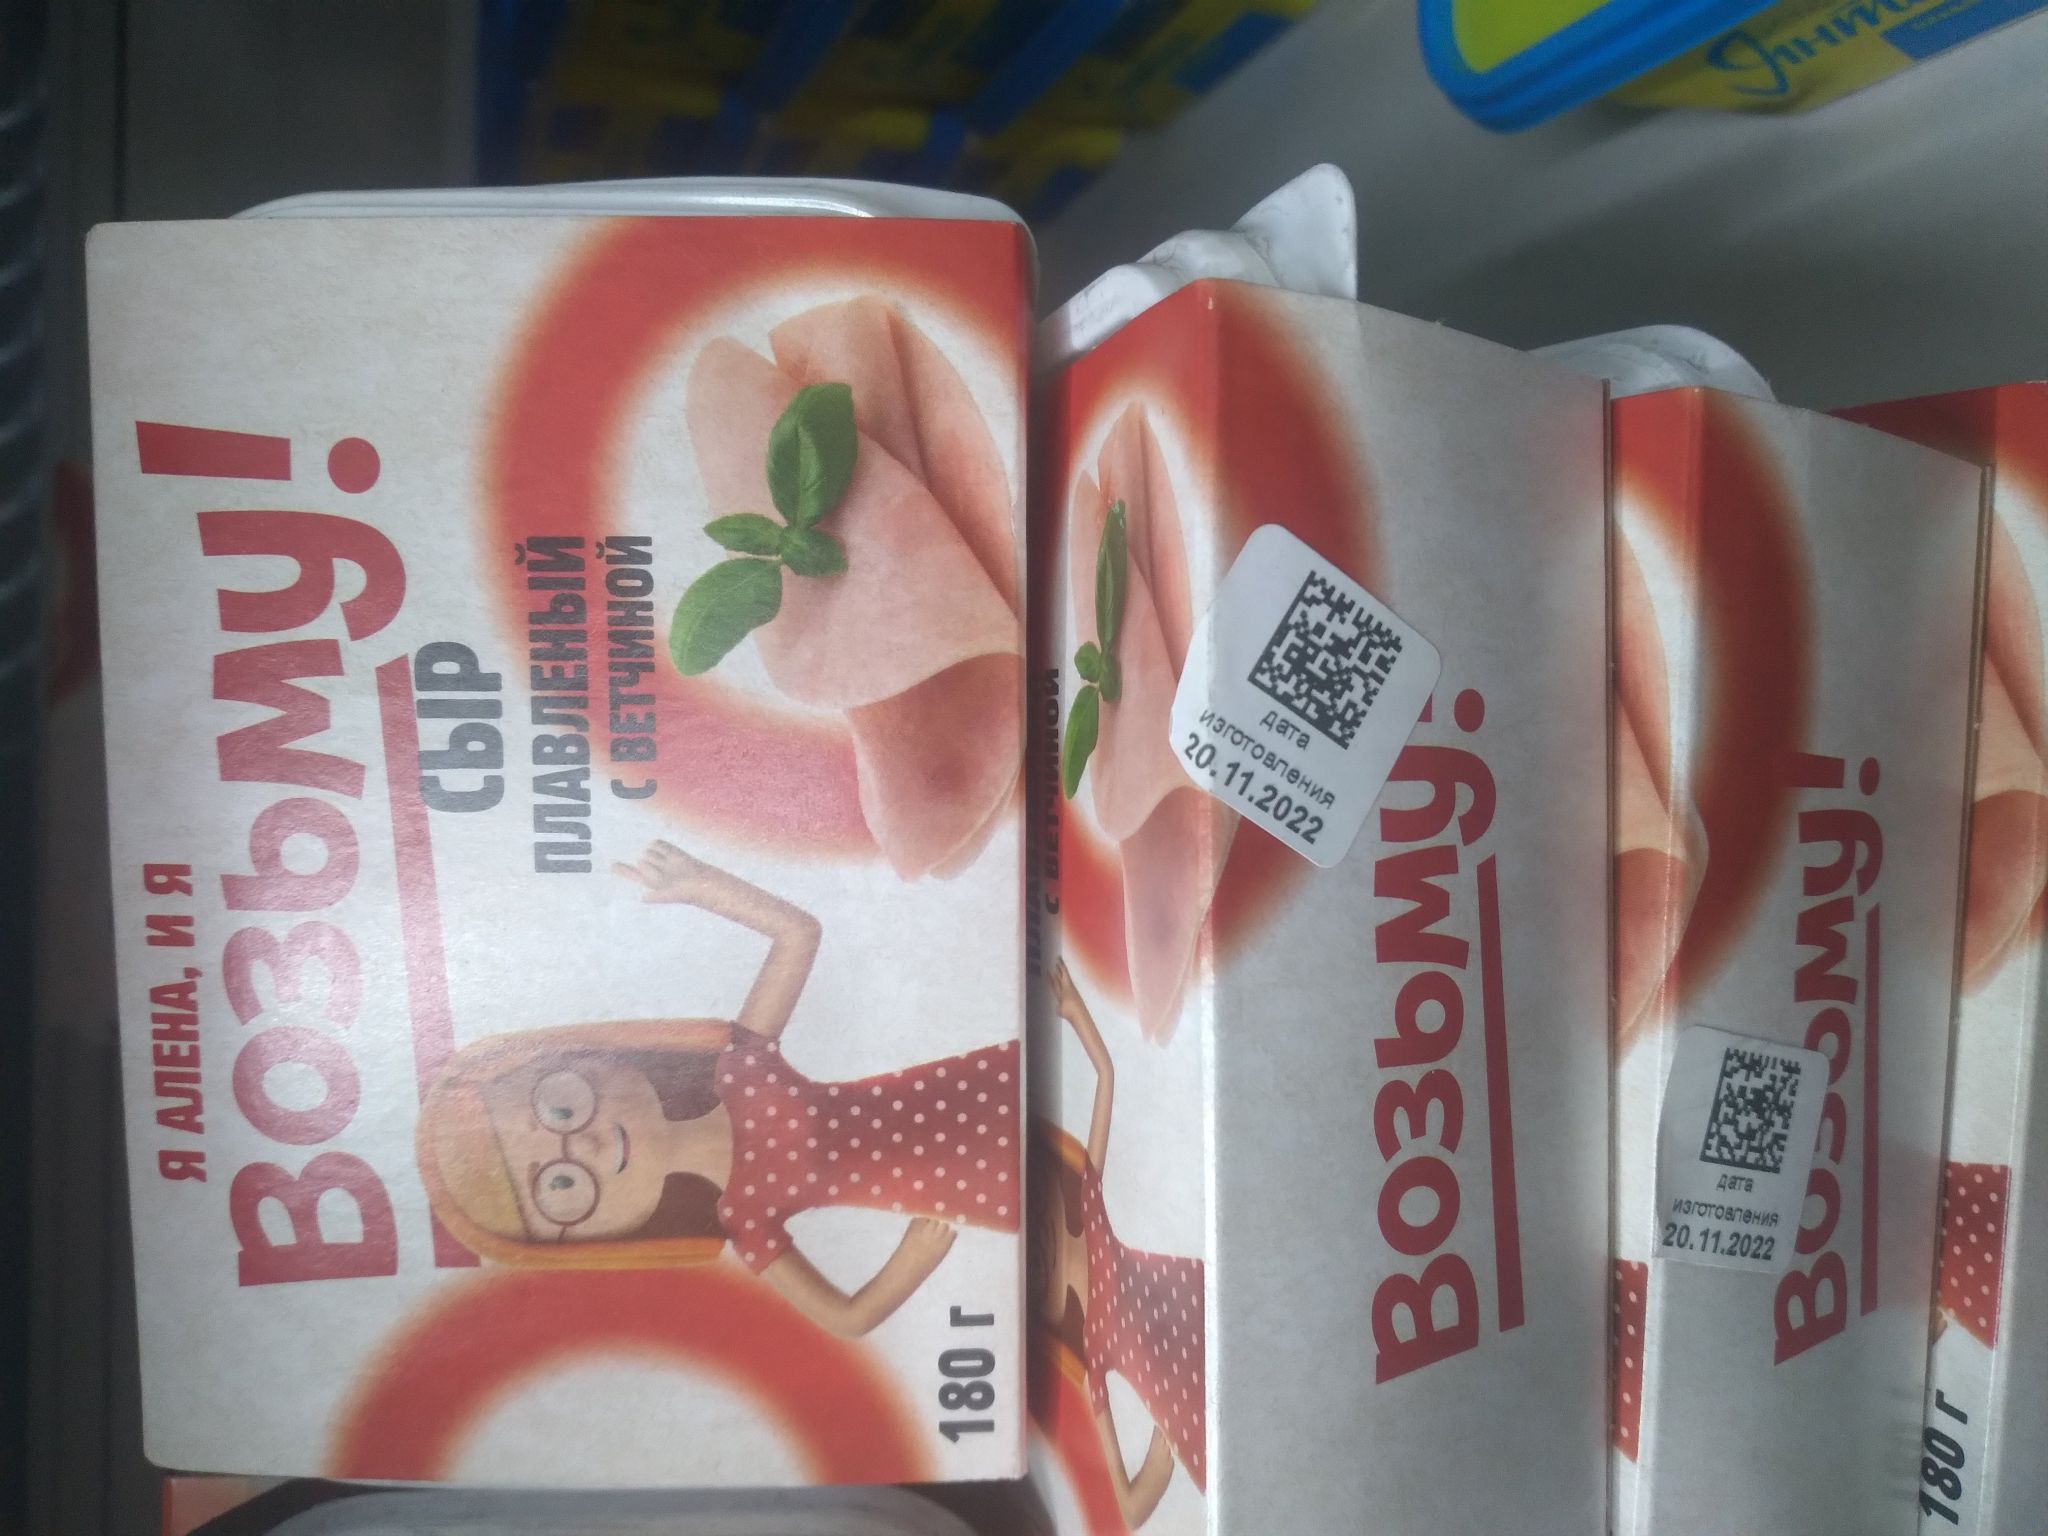 Я АЛЕНА, И Я
ВОЗЬМУ!
СЫР
ПЛАВЛЕНЫЙ
С ВЕТЧИНОЙ
180 г
С ВЕТЧИНОЙ
дата
изготовления
20.11.2022
ВОЗЬМУ!
дата
изготовления
20.11.2022
ВОЗЬМУ!
180 г